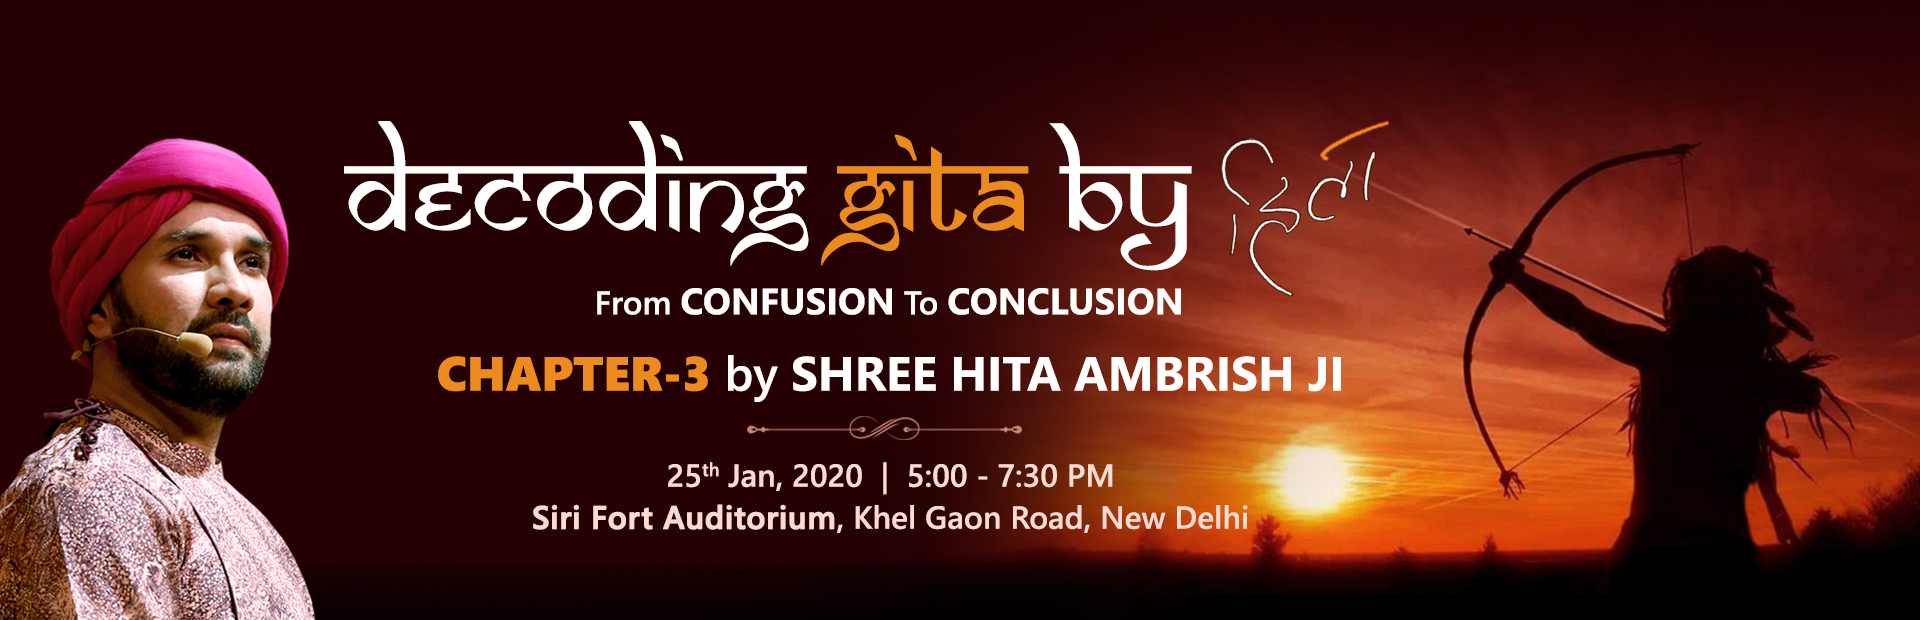 decoding gita by हिता
From CONFUSION To CONCLUSION
CHAPTER-3 by SHREE HITA AMBRISH JI
25th Jan, 2020 | 5:00 - 7:30 PM
Siri Fort Auditorium, Khel Gaon Road, New Delhi